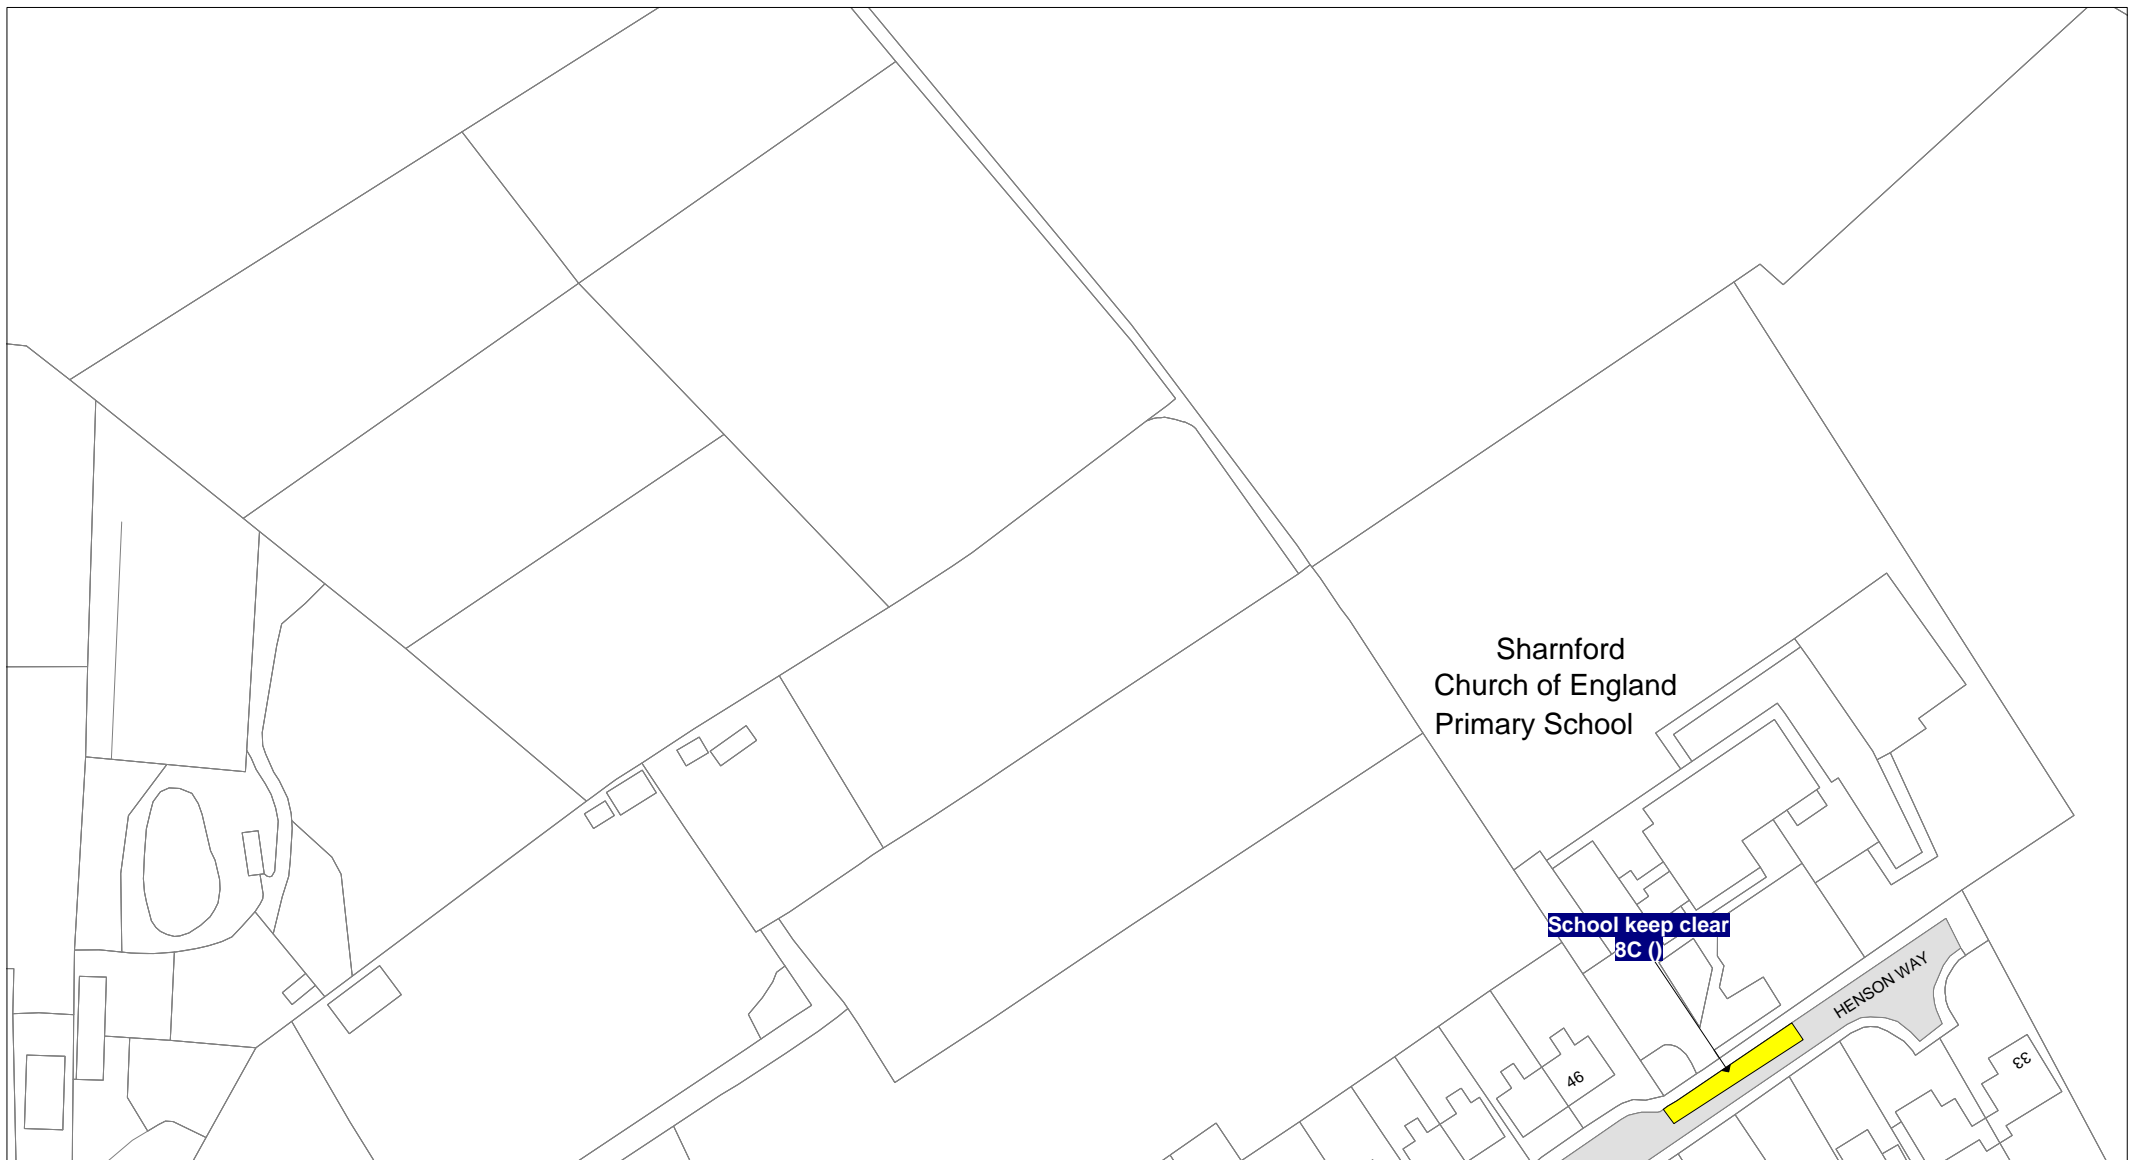 Sharnford
Church of England
Primary School
School keep clear
8C ()
HENSON WAY
46
33